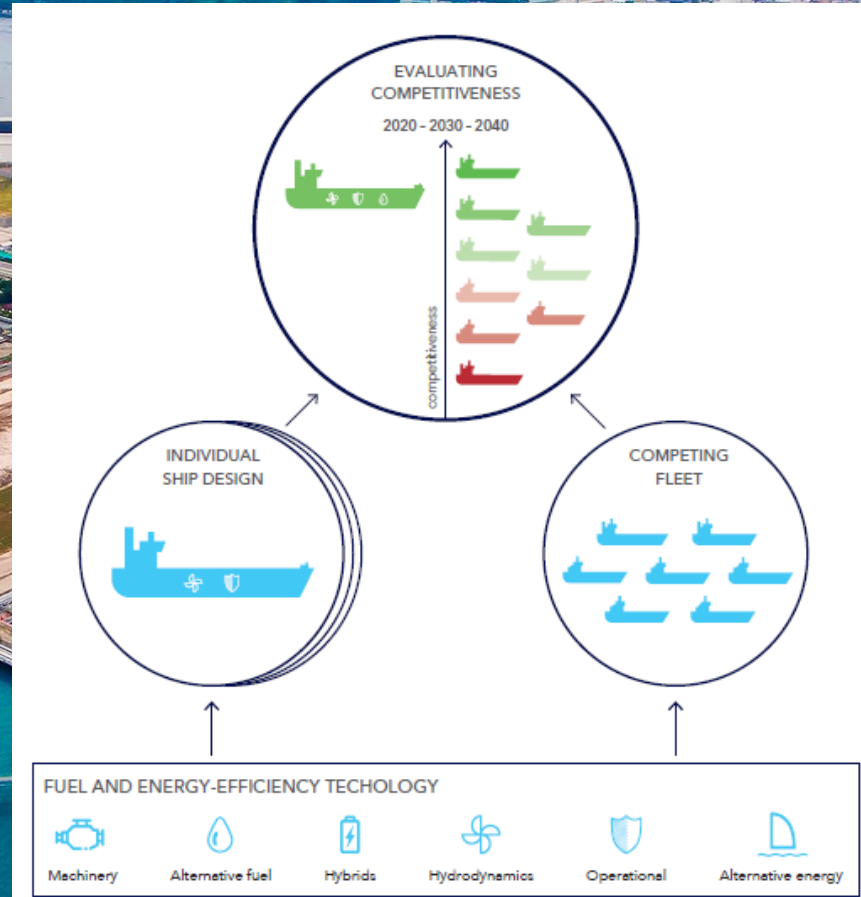 EVALUATING
COMPETITIVENESS
2020 - 2030 - 2040
competitiveness
INDIVIDUAL
SHIP DESIGN
COMPETING
FLEET
FUEL AND ENERGY-EFFICIENCY TECHOLOGY
Machinery
Alternative fuel
Hybrids
Hydrodynamics
Operational
Alternative energy